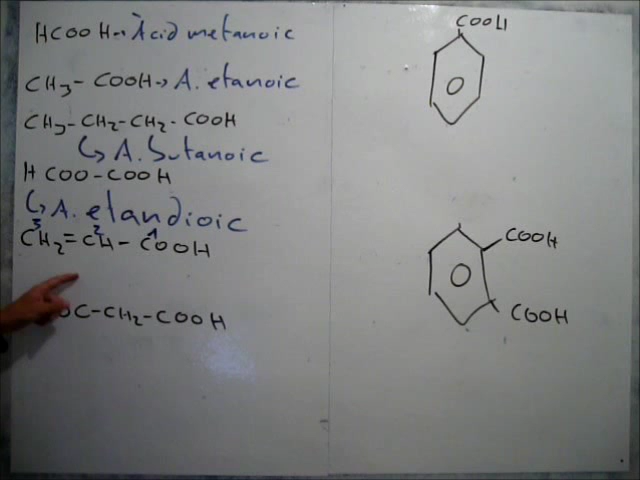 HCOOH→Àcid metanoic
CH3-COOH→A. etanoic
CH3-CH2-CH2-COOH
↳A. butanoic
HCOO-COOH
↳A. etandioic
3 2 1
CH2=CH-COOH
OC-CH2-COOH
COOH
COOH
COOH